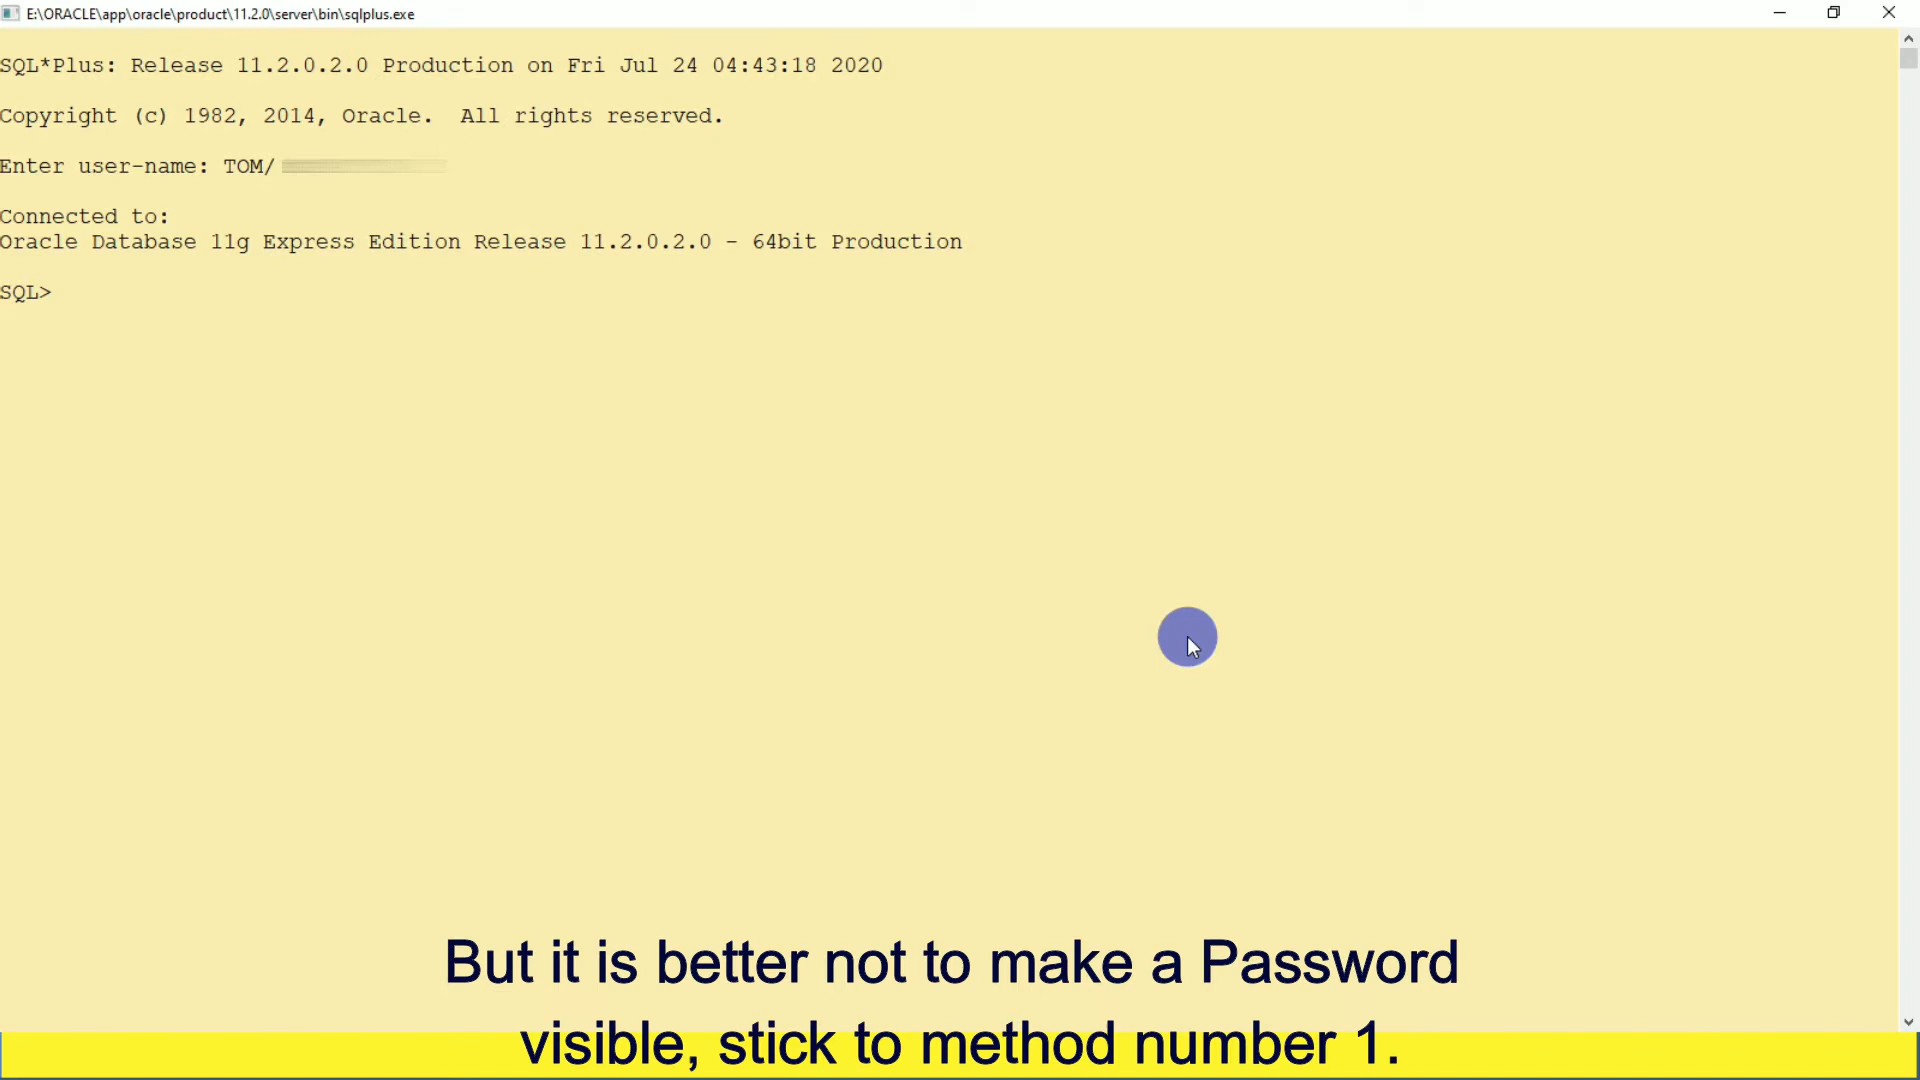 E:\ORACLE\app\oracle\product\11.2.0\server\bin\sqlplus.exe
SQL*Plus: Release 11.2.0.2.0 Production on Fri Jul 24 04:43:18 2020
Copyright (c) 1982, 2014, Oracle.  All rights reserved.
Enter user-name: TOM/
Connected to:
Oracle Database 11g Express Edition Release 11.2.0.2.0 - 64bit Production
SQL>
But it is better not to make a Password
visible, stick to method number 1.